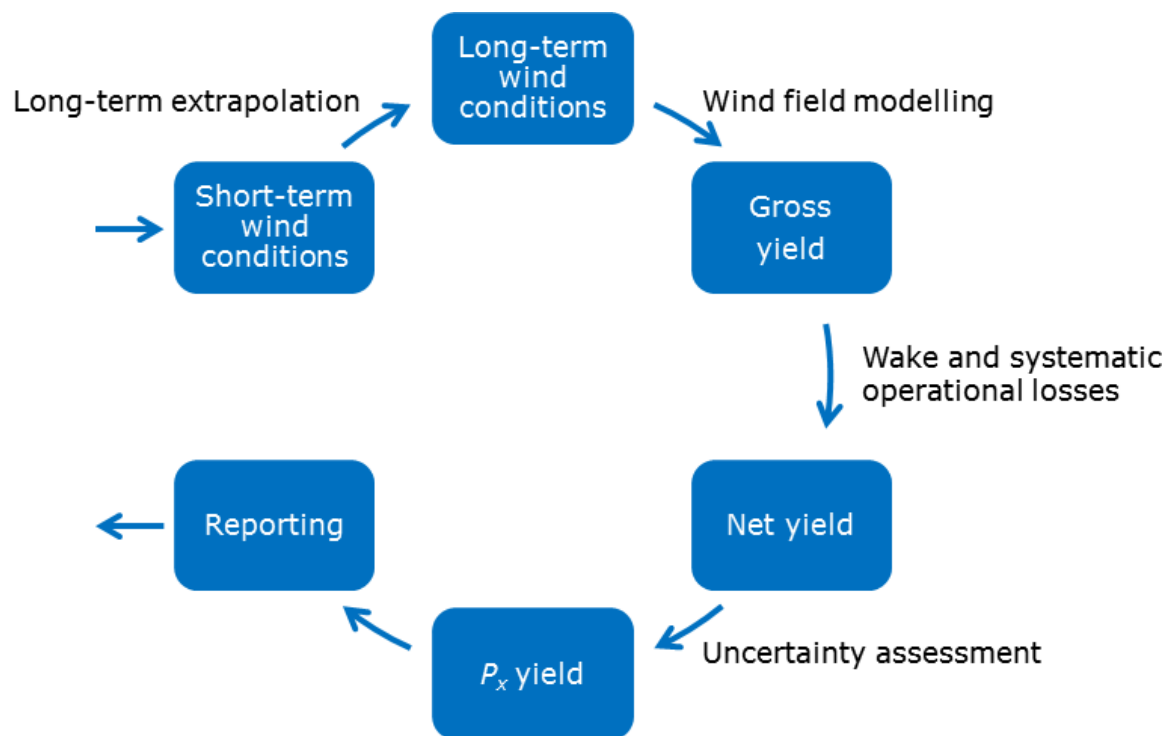 Long-term
wind
conditions
Long-term extrapolation
Wind field modelling
Short-term
wind
conditions
Gross
yield
Wake and systematic
operational losses
Reporting
Net yield
Px yield
Uncertainty assessment